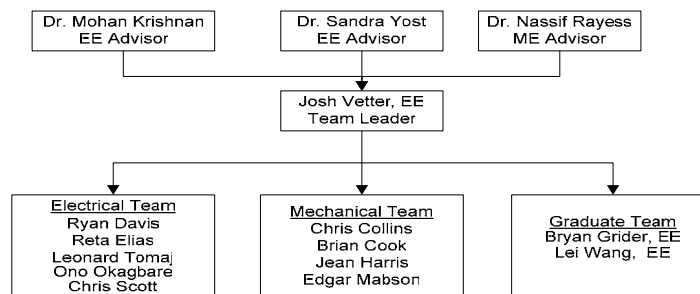 Dr. Mohan Krishnan
EE Advisor
Dr. Sandra Yost
EE Advisor
Dr. Nassif Rayess
ME Advisor
Josh Vetter, EE
Team Leader
Electrical Team
Ryan Davis
Reta Elias
Leonard Tomaj
Ono Okagbare
Chris Scott
Mechanical Team
Chris Collins
Brian Cook
Jean Harris
Edgar Mabson
Graduate Team
Bryan Grider, EE
Lei Wang, EE